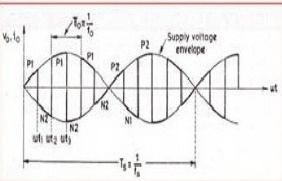 v₀, i₀
T₀ = 1/f₀
Supply voltage
envelope
P1 P1 P1 P2 P2
ωt
N2 N2 N2 N1
ωt₁ ωt₂ ωt₃
Tₛ = 1/fₛ